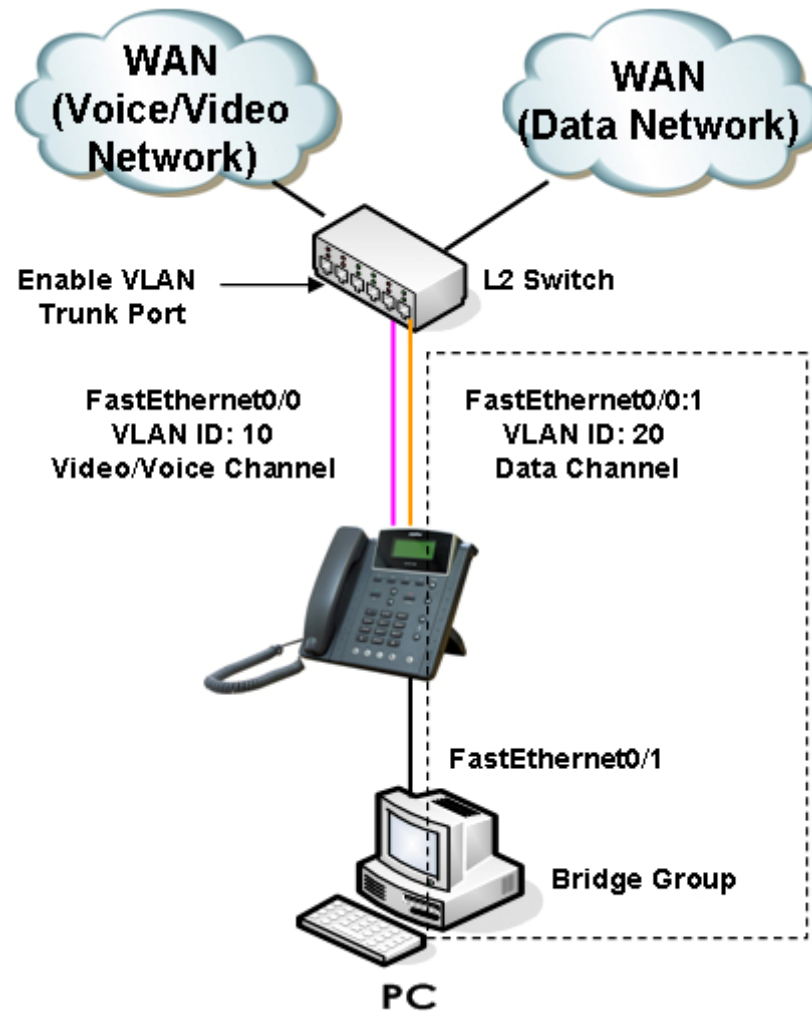 WAN
(Voice/Video
Network)
WAN
(Data Network)
Enable VLAN
Trunk Port
L2 Switch
FastEthernet0/0
VLAN ID: 10
Video/Voice Channel
FastEthernet0/0:1
VLAN ID: 20
Data Channel
FastEthernet0/1
Bridge Group
PC